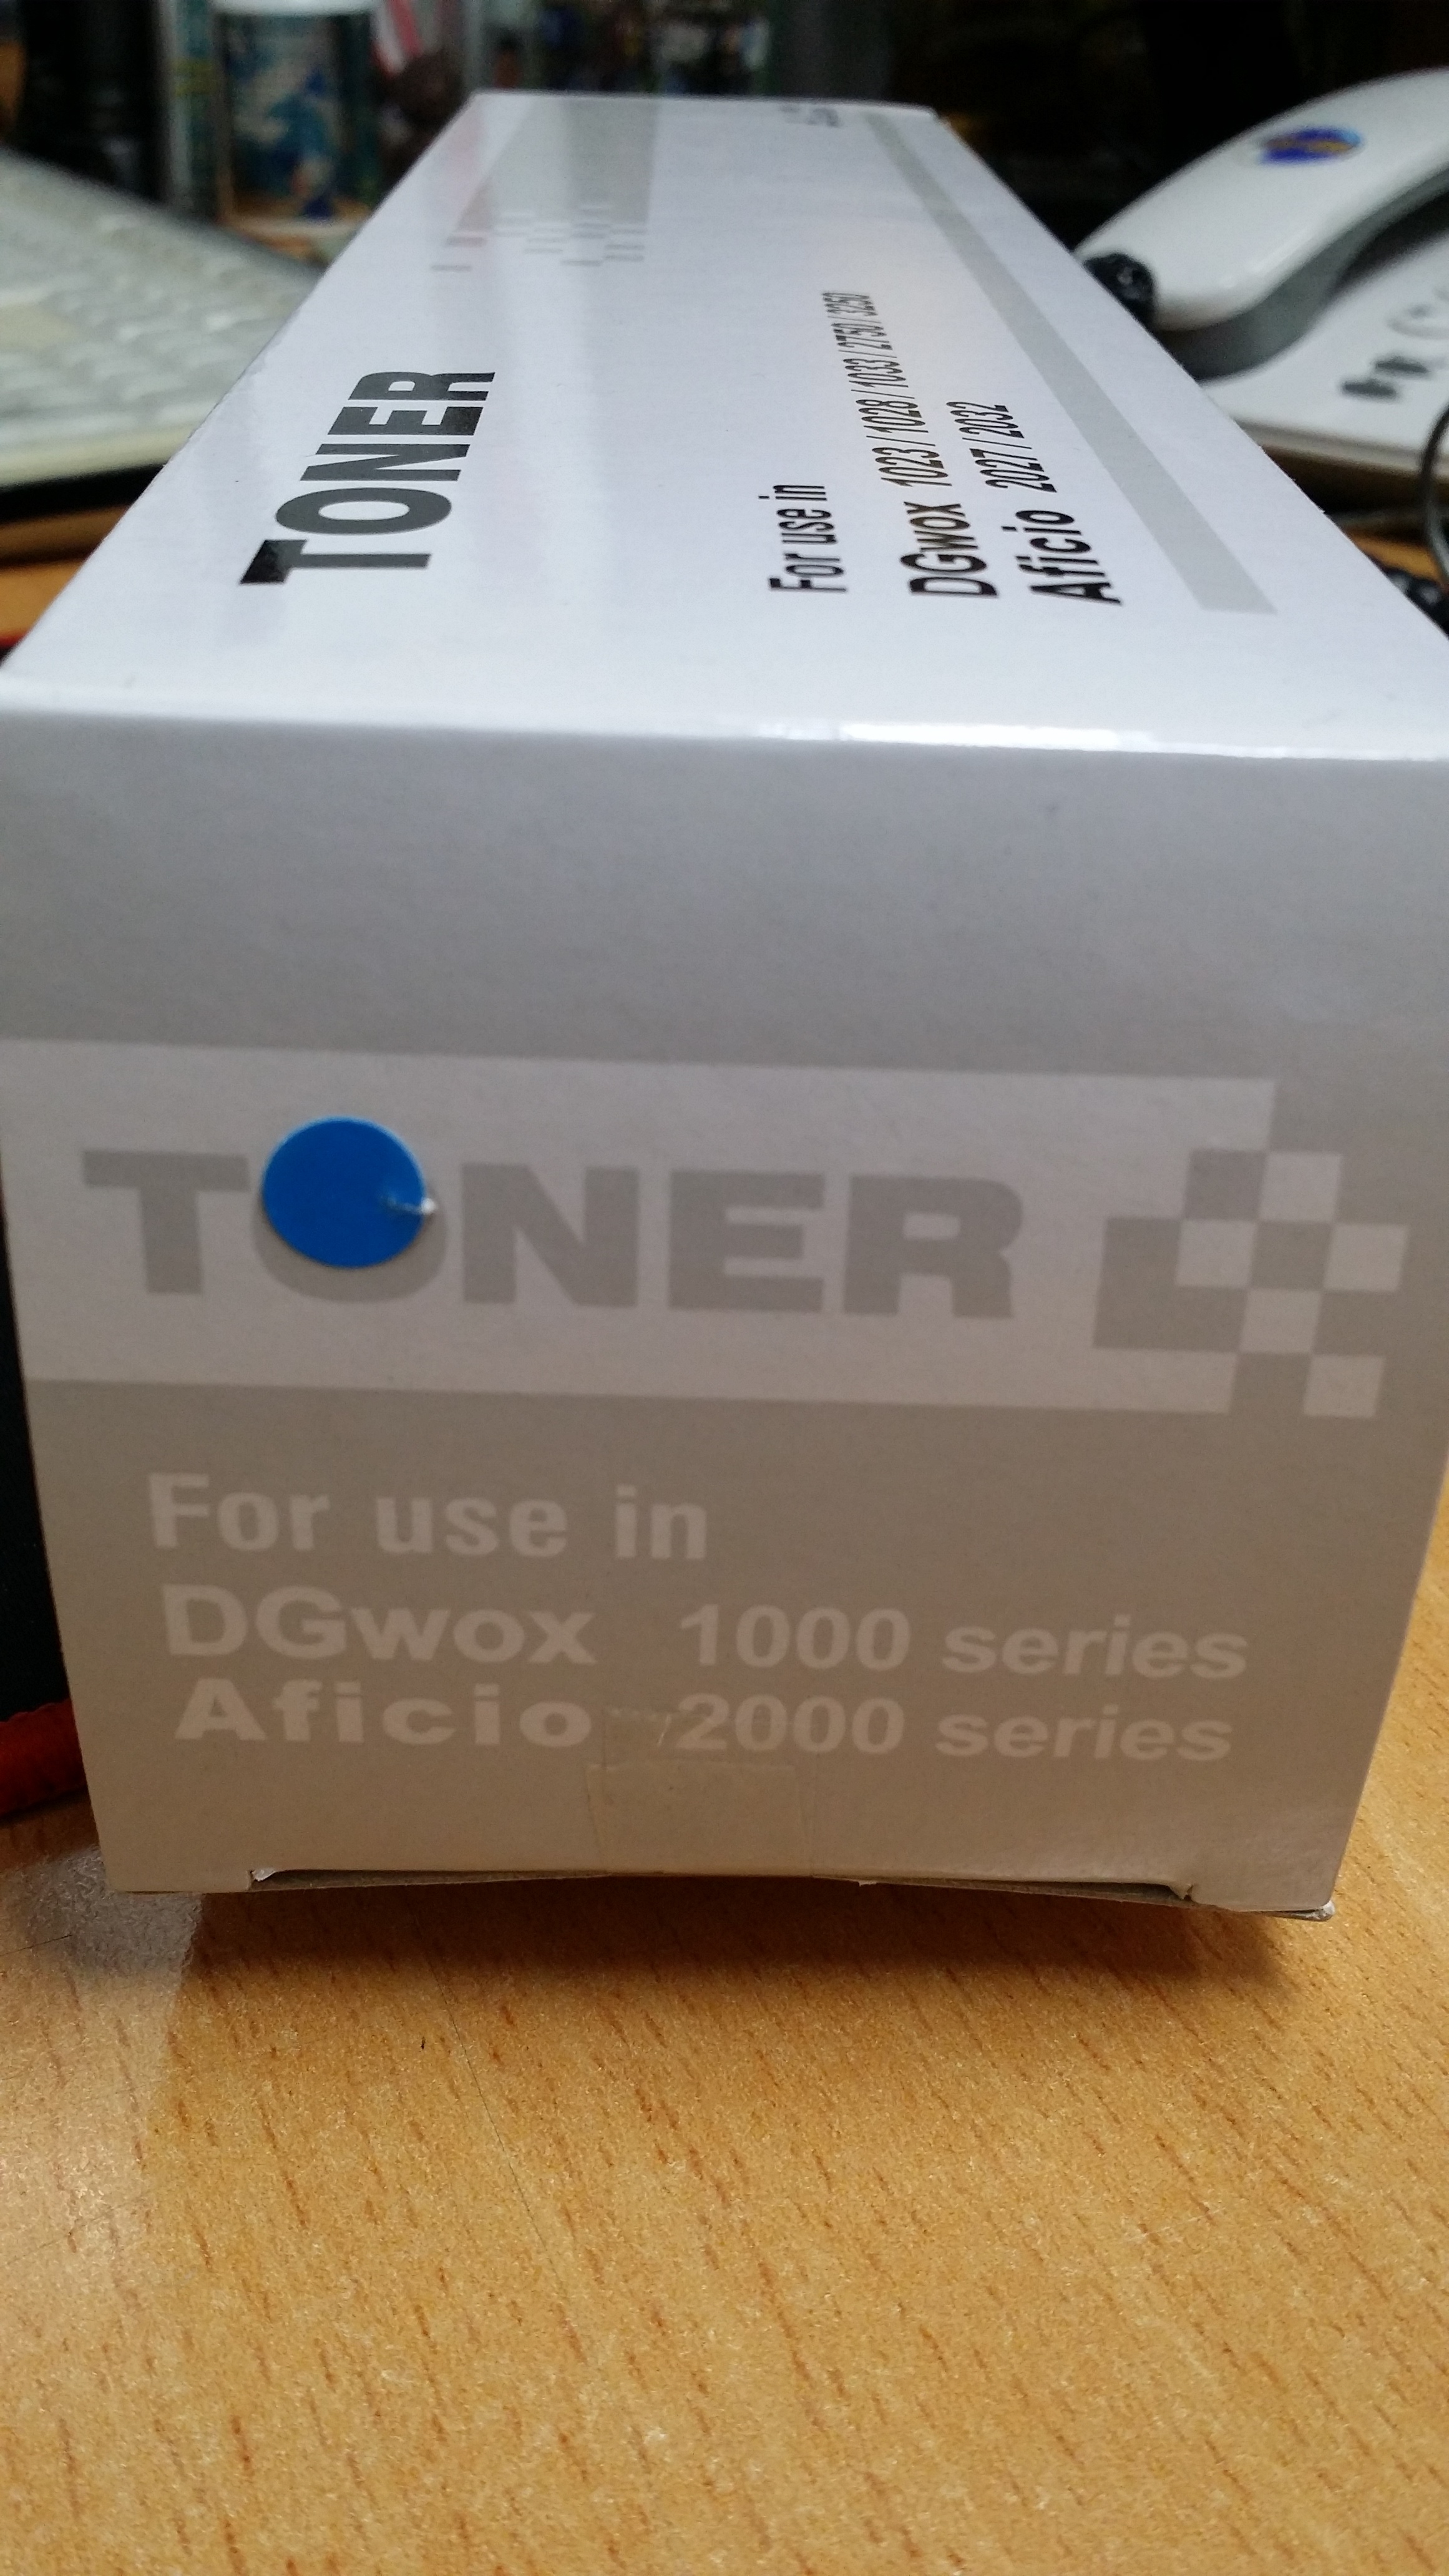 TONER
For use in
DGwox 1023 / 1028 / 1033 / 2750 / 3250
Aficio 2027 / 2032
TONER
For use in
DGwox 1000 series
Aficio 2000 series